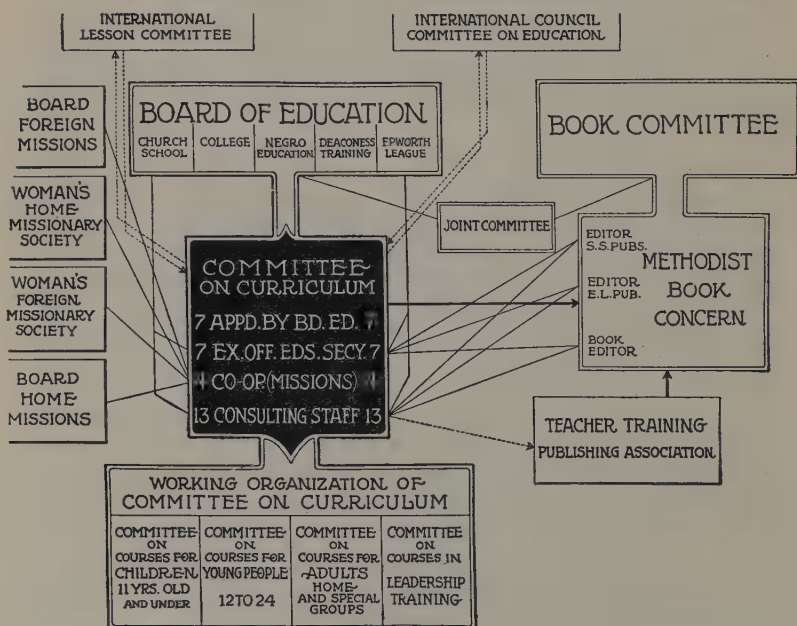 INTERNATIONAL
LESSON COMMITTEE
INTERNATIONAL COUNCIL
COMMITTEE ON EDUCATION
BOARD
FOREIGN
MISSIONS
BOARD OF EDUCATION
CHURCH
SCHOOL
COLLEGE
NEGRO
EDUCATION
DEACONESS
TRAINING
EPWORTH
LEAGUE
BOOK COMMITTEE
WOMAN'S
HOME
MISSIONARY
SOCIETY
JOINT COMMITTEE
EDITOR
S.S.PUBS.
EDITOR
E.L.PUB.
BOOK
EDITOR
METHODIST
BOOK
CONCERN
COMMITTEE
ON CURRICULUM
7 APPD. BY BD. ED. 7
7 EX. OFF. EDS. SECY. 7
4 CO-OP (MISSIONS) 4
13 CONSULTING STAFF 13
WOMAN'S
FOREIGN
MISSIONARY
SOCIETY
BOARD
HOME
MISSIONS
TEACHER TRAINING
PUBLISHING ASSOCIATION
WORKING ORGANIZATION OF
COMMITTEE ON CURRICULUM
COMMITTEE
ON
COURSES FOR
CHILDREN
11 YRS. OLD
AND UNDER
COMMITTEE
ON
COURSES FOR
YOUNG PEOPLE
12 TO 24
COMMITTEE
ON
COURSES FOR
ADULTS
HOME
AND SPECIAL
GROUPS
COMMITTEE
ON
COURSES IN
LEADERSHIP
TRAINING